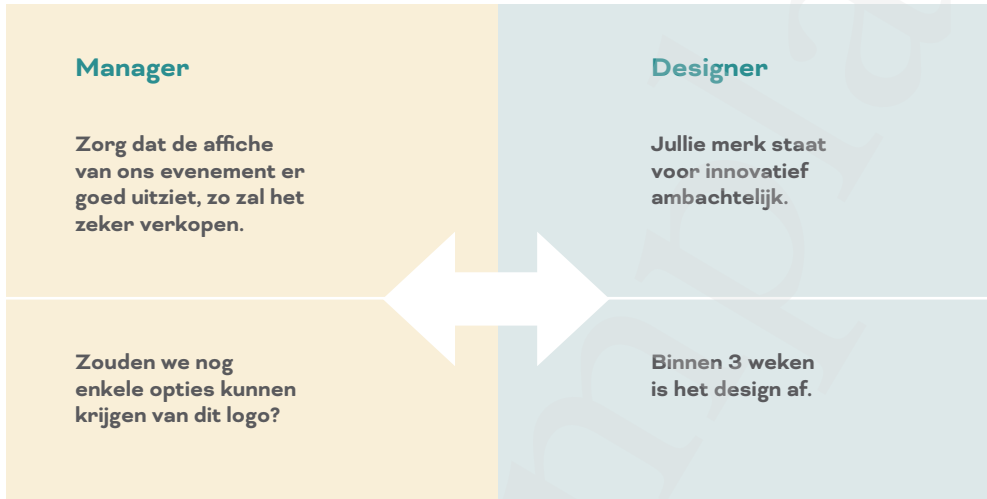 Manager
Zorg dat de affiche
van ons evenement er
goed uitziet, zo zal het
zeker verkopen.
Designer
Jullie merk staat
voor innovatief
ambachtelijk.
Zouden we nog
enkele opties kunnen
krijgen van dit logo?
Binnen 3 weken
is het design af.